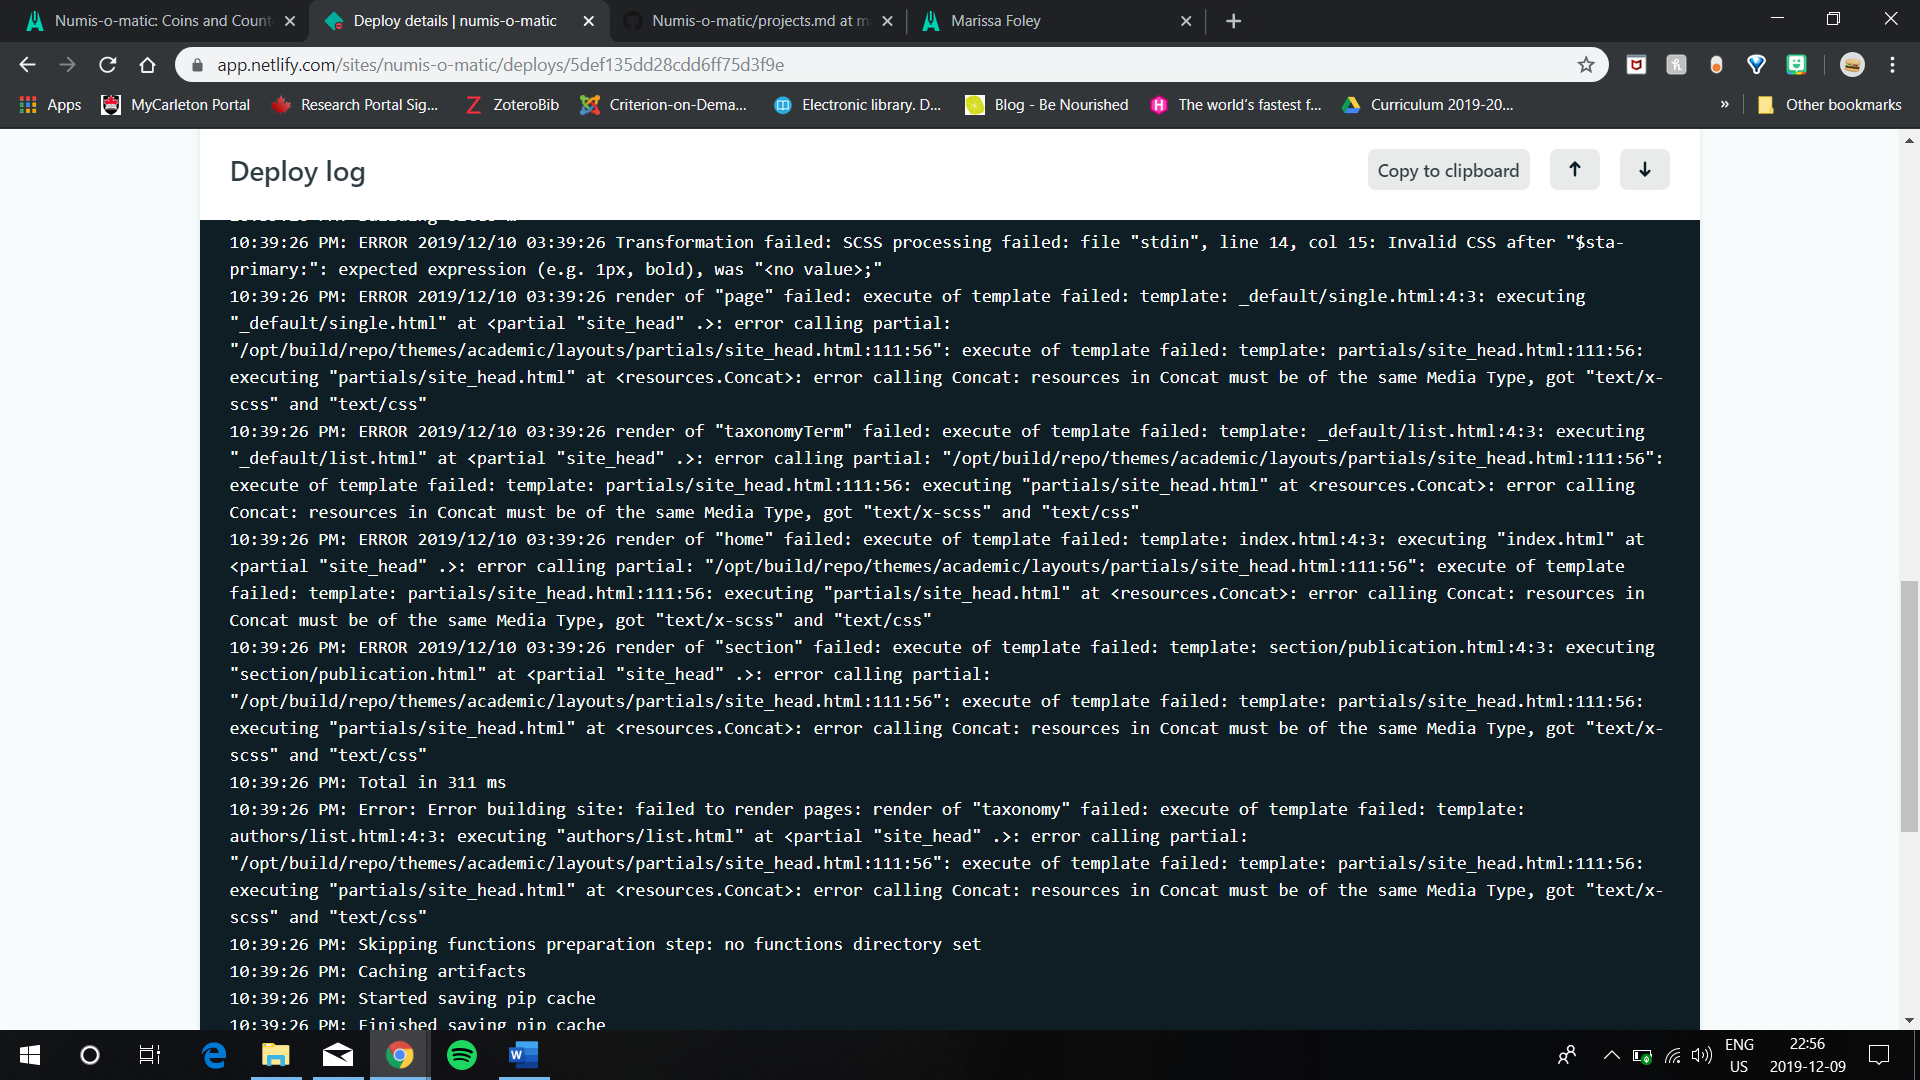 Numis-o-matic: Coins and Count
Deploy details | numis-o-matic
Numis-o-matic/projects.md at m
Marissa Foley
app.netlify.com/sites/numis-o-matic/deploys/5def135dd28cdd6ff75d3f9e
Apps
MyCarleton Portal
Research Portal Sig...
ZoteroBib
Criterion-on-Dema...
Electronic library. D...
Blog - Be Nourished
The world's fastest f...
Curriculum 2019-20...
»
Other bookmarks
Deploy log
Copy to clipboard
10:39:26 PM: ERROR 2019/12/10 03:39:26 Transformation failed: SCSS processing failed: file "stdin", line 14, col 15: Invalid CSS after "$sta-
primary:": expected expression (e.g. 1px, bold), was "<no value>;"
10:39:26 PM: ERROR 2019/12/10 03:39:26 render of "page" failed: execute of template failed: template: _default/single.html:4:3: executing
"_default/single.html" at <partial "site_head" .>: error calling partial:
"/opt/build/repo/themes/academic/layouts/partials/site_head.html:111:56": execute of template failed: template: partials/site_head.html:111:56:
executing "partials/site_head.html" at <resources.Concat>: error calling Concat: resources in Concat must be of the same Media Type, got "text/x-
scss" and "text/css"
10:39:26 PM: ERROR 2019/12/10 03:39:26 render of "taxonomyTerm" failed: execute of template failed: template: _default/list.html:4:3: executing
"_default/list.html" at <partial "site_head" .>: error calling partial: "/opt/build/repo/themes/academic/layouts/partials/site_head.html:111:56":
execute of template failed: template: partials/site_head.html:111:56: executing "partials/site_head.html" at <resources.Concat>: error calling
Concat: resources in Concat must be of the same Media Type, got "text/x-scss" and "text/css"
10:39:26 PM: ERROR 2019/12/10 03:39:26 render of "home" failed: execute of template failed: template: index.html:4:3: executing "index.html" at
<partial "site_head" .>: error calling partial: "/opt/build/repo/themes/academic/layouts/partials/site_head.html:111:56": execute of template
failed: template: partials/site_head.html:111:56: executing "partials/site_head.html" at <resources.Concat>: error calling Concat: resources in
Concat must be of the same Media Type, got "text/x-scss" and "text/css"
10:39:26 PM: ERROR 2019/12/10 03:39:26 render of "section" failed: execute of template failed: template: section/publication.html:4:3: executing
"section/publication.html" at <partial "site_head" .>: error calling partial:
"/opt/build/repo/themes/academic/layouts/partials/site_head.html:111:56": execute of template failed: template: partials/site_head.html:111:56:
executing "partials/site_head.html" at <resources.Concat>: error calling Concat: resources in Concat must be of the same Media Type, got "text/x-
scss" and "text/css"
10:39:26 PM: Total in 311 ms
10:39:26 PM: Error: Error building site: failed to render pages: render of "taxonomy" failed: execute of template failed: template:
authors/list.html:4:3: executing "authors/list.html" at <partial "site_head" .>: error calling partial:
"/opt/build/repo/themes/academic/layouts/partials/site_head.html:111:56": execute of template failed: template: partials/site_head.html:111:56:
executing "partials/site_head.html" at <resources.Concat>: error calling Concat: resources in Concat must be of the same Media Type, got "text/x-
scss" and "text/css"
10:39:26 PM: Skipping functions preparation step: no functions directory set
10:39:26 PM: Caching artifacts
10:39:26 PM: Started saving pip cache
10:39:26 PM: Finished saving pip cache
ENG
US
22:56
2019-12-09